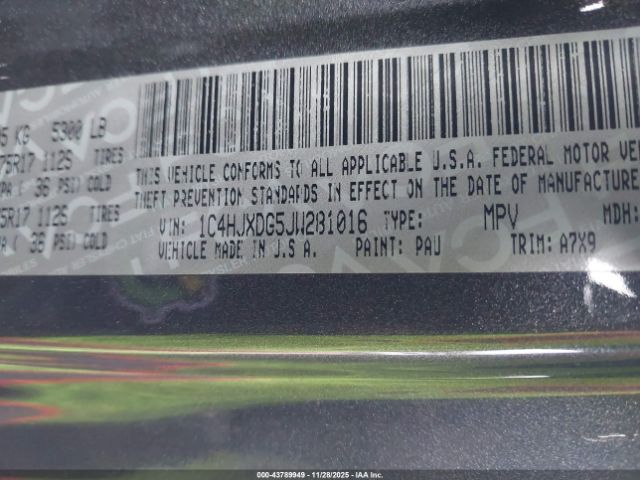 KG 5300 LB
75R17 112S TIRES
PA ( 36 PSI) COLD
75R17 112S TIRES
PA ( 36 PSI) COLD
THIS VEHICLE CONFORMS TO ALL APPLICABLE U.S.A. FEDERAL MOTOR VE
THEFT PREVENTION STANDARDS IN EFFECT ON THE DATE OF MANUFACTURE
VIN: 1C4HJXDG5JW281016 TYPE: MPV MDH:
VEHICLE MADE IN U.S.A. PAINT: PAU TRIM: A7X9
000-43789949 | 11/28/2025 | IAA Inc.